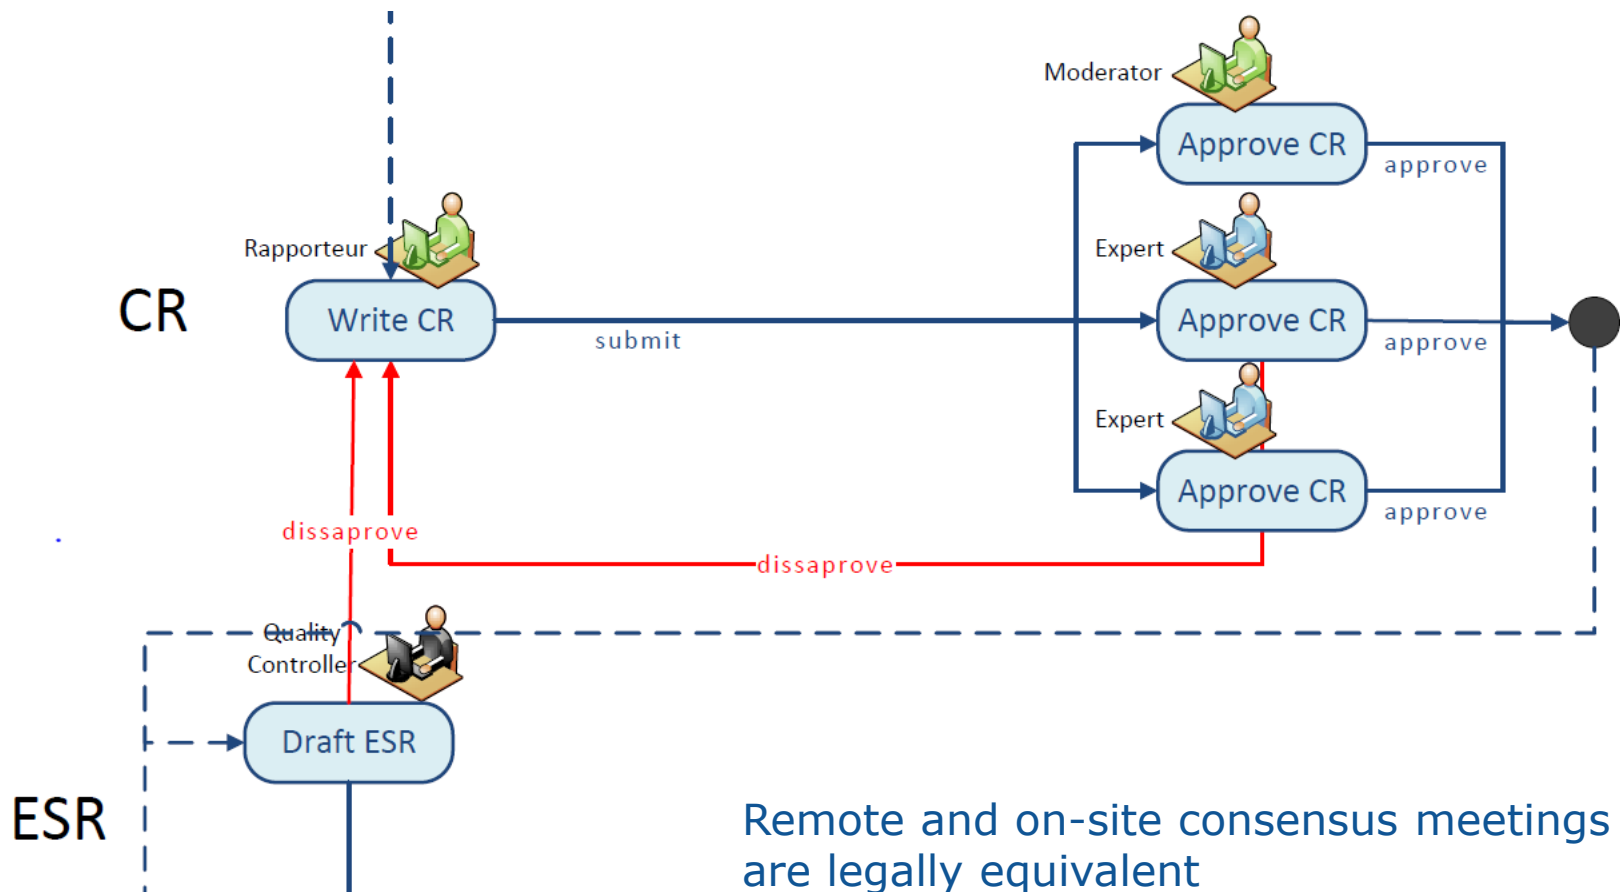 Moderator
Approve CR
approve
Rapporteur
Expert
CR
Write CR
submit
Approve CR
approve
Expert
Approve CR
approve
dissaprove
dissaprove
Quality
Controller
Draft ESR
ESR
Remote and on-site consensus meetings
are legally equivalent